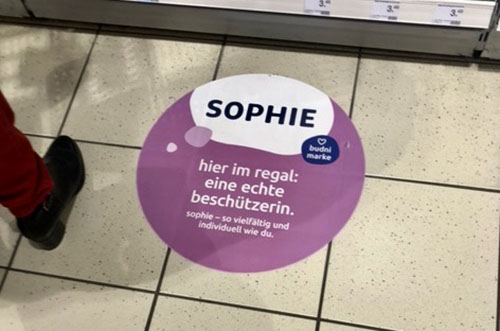 SOPHIE
budni
marke
hier im regal:
eine echte
beschützerin.
sophie – so vielfältig und
individuell wie du.